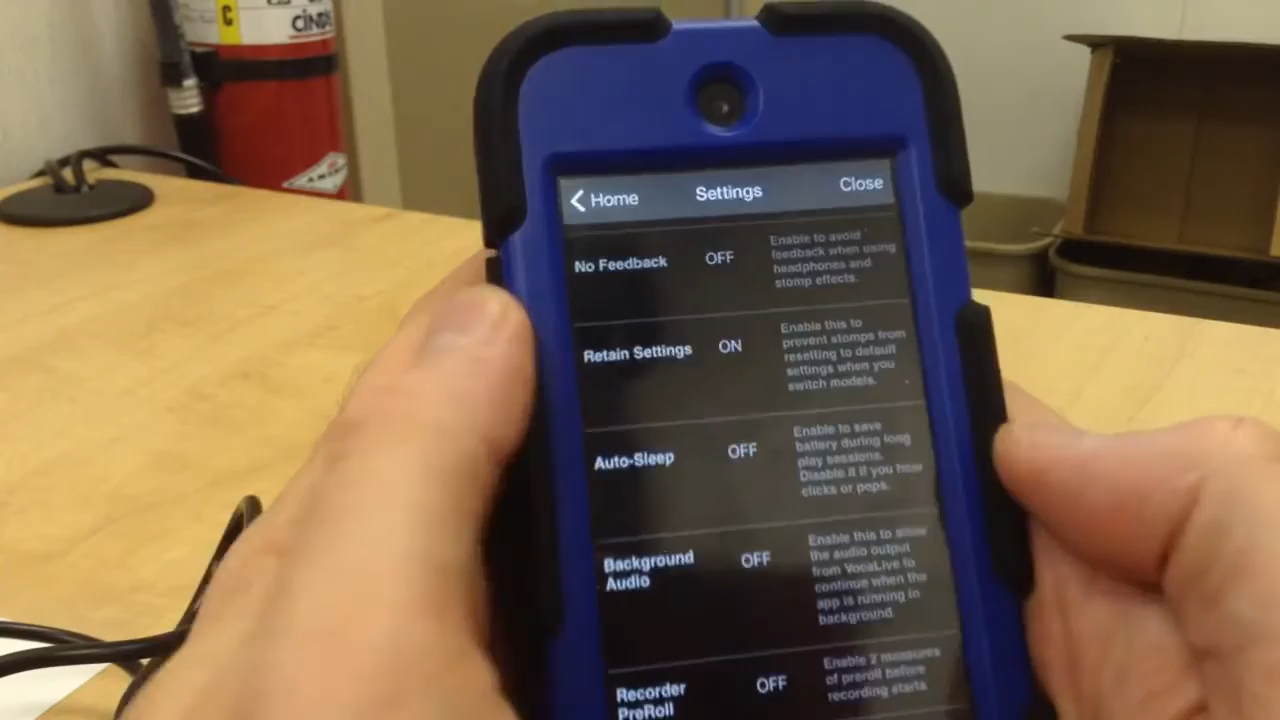 C
Home
Settings
Close
No Feedback
OFF
Enable to avoid
feedback when using
headphones and
stomp effects.
Retain Settings
ON
Enable this to
prevent stomps from
resetting to default
settings when you
switch models.
Auto-Sleep
OFF
Enable to save
battery during long
play sessions.
Disable it if you hear
clicks or pops.
Background
Audio
OFF
Enable this to allow
the audio output
from VocaLive to
continue when the
app is running in
background.
Recorder
PreRoll
OFF
Enable 2 measures
of preroll before
recording starts